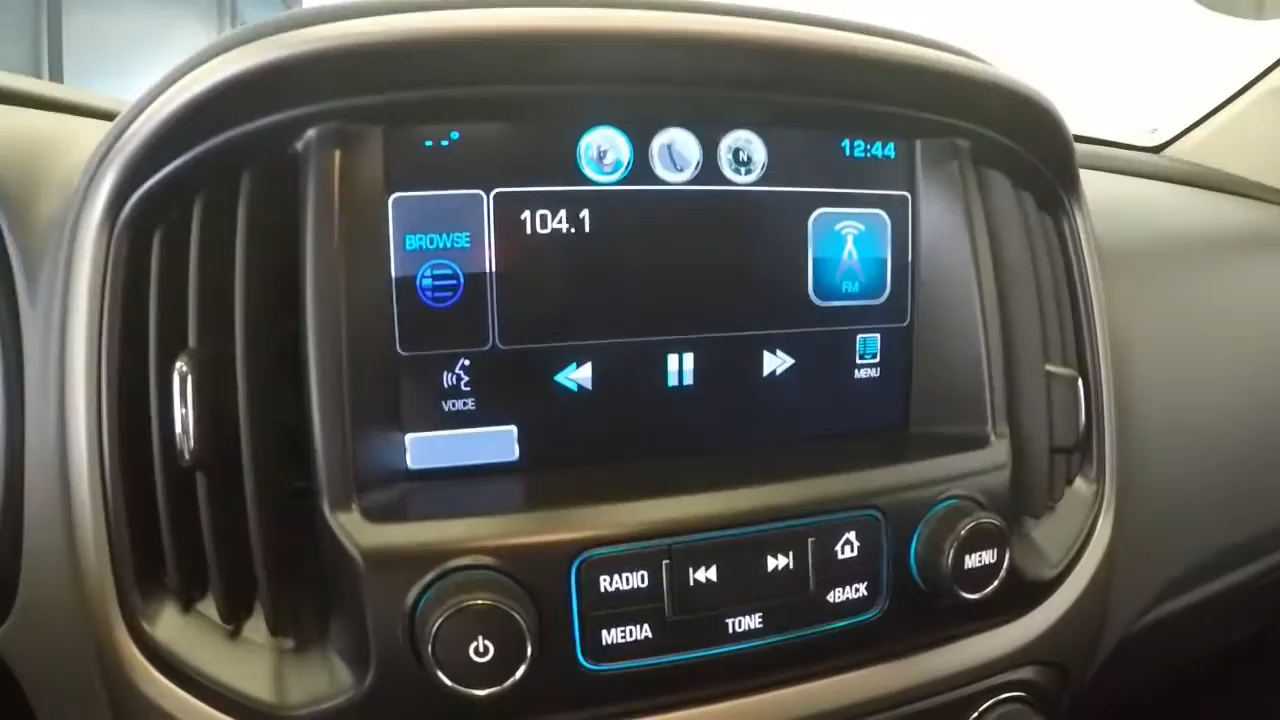 --°
N
12:44
BROWSE
104.1
FM
VOICE
MENU
RADIO
MEDIA
TONE
BACK
MENU